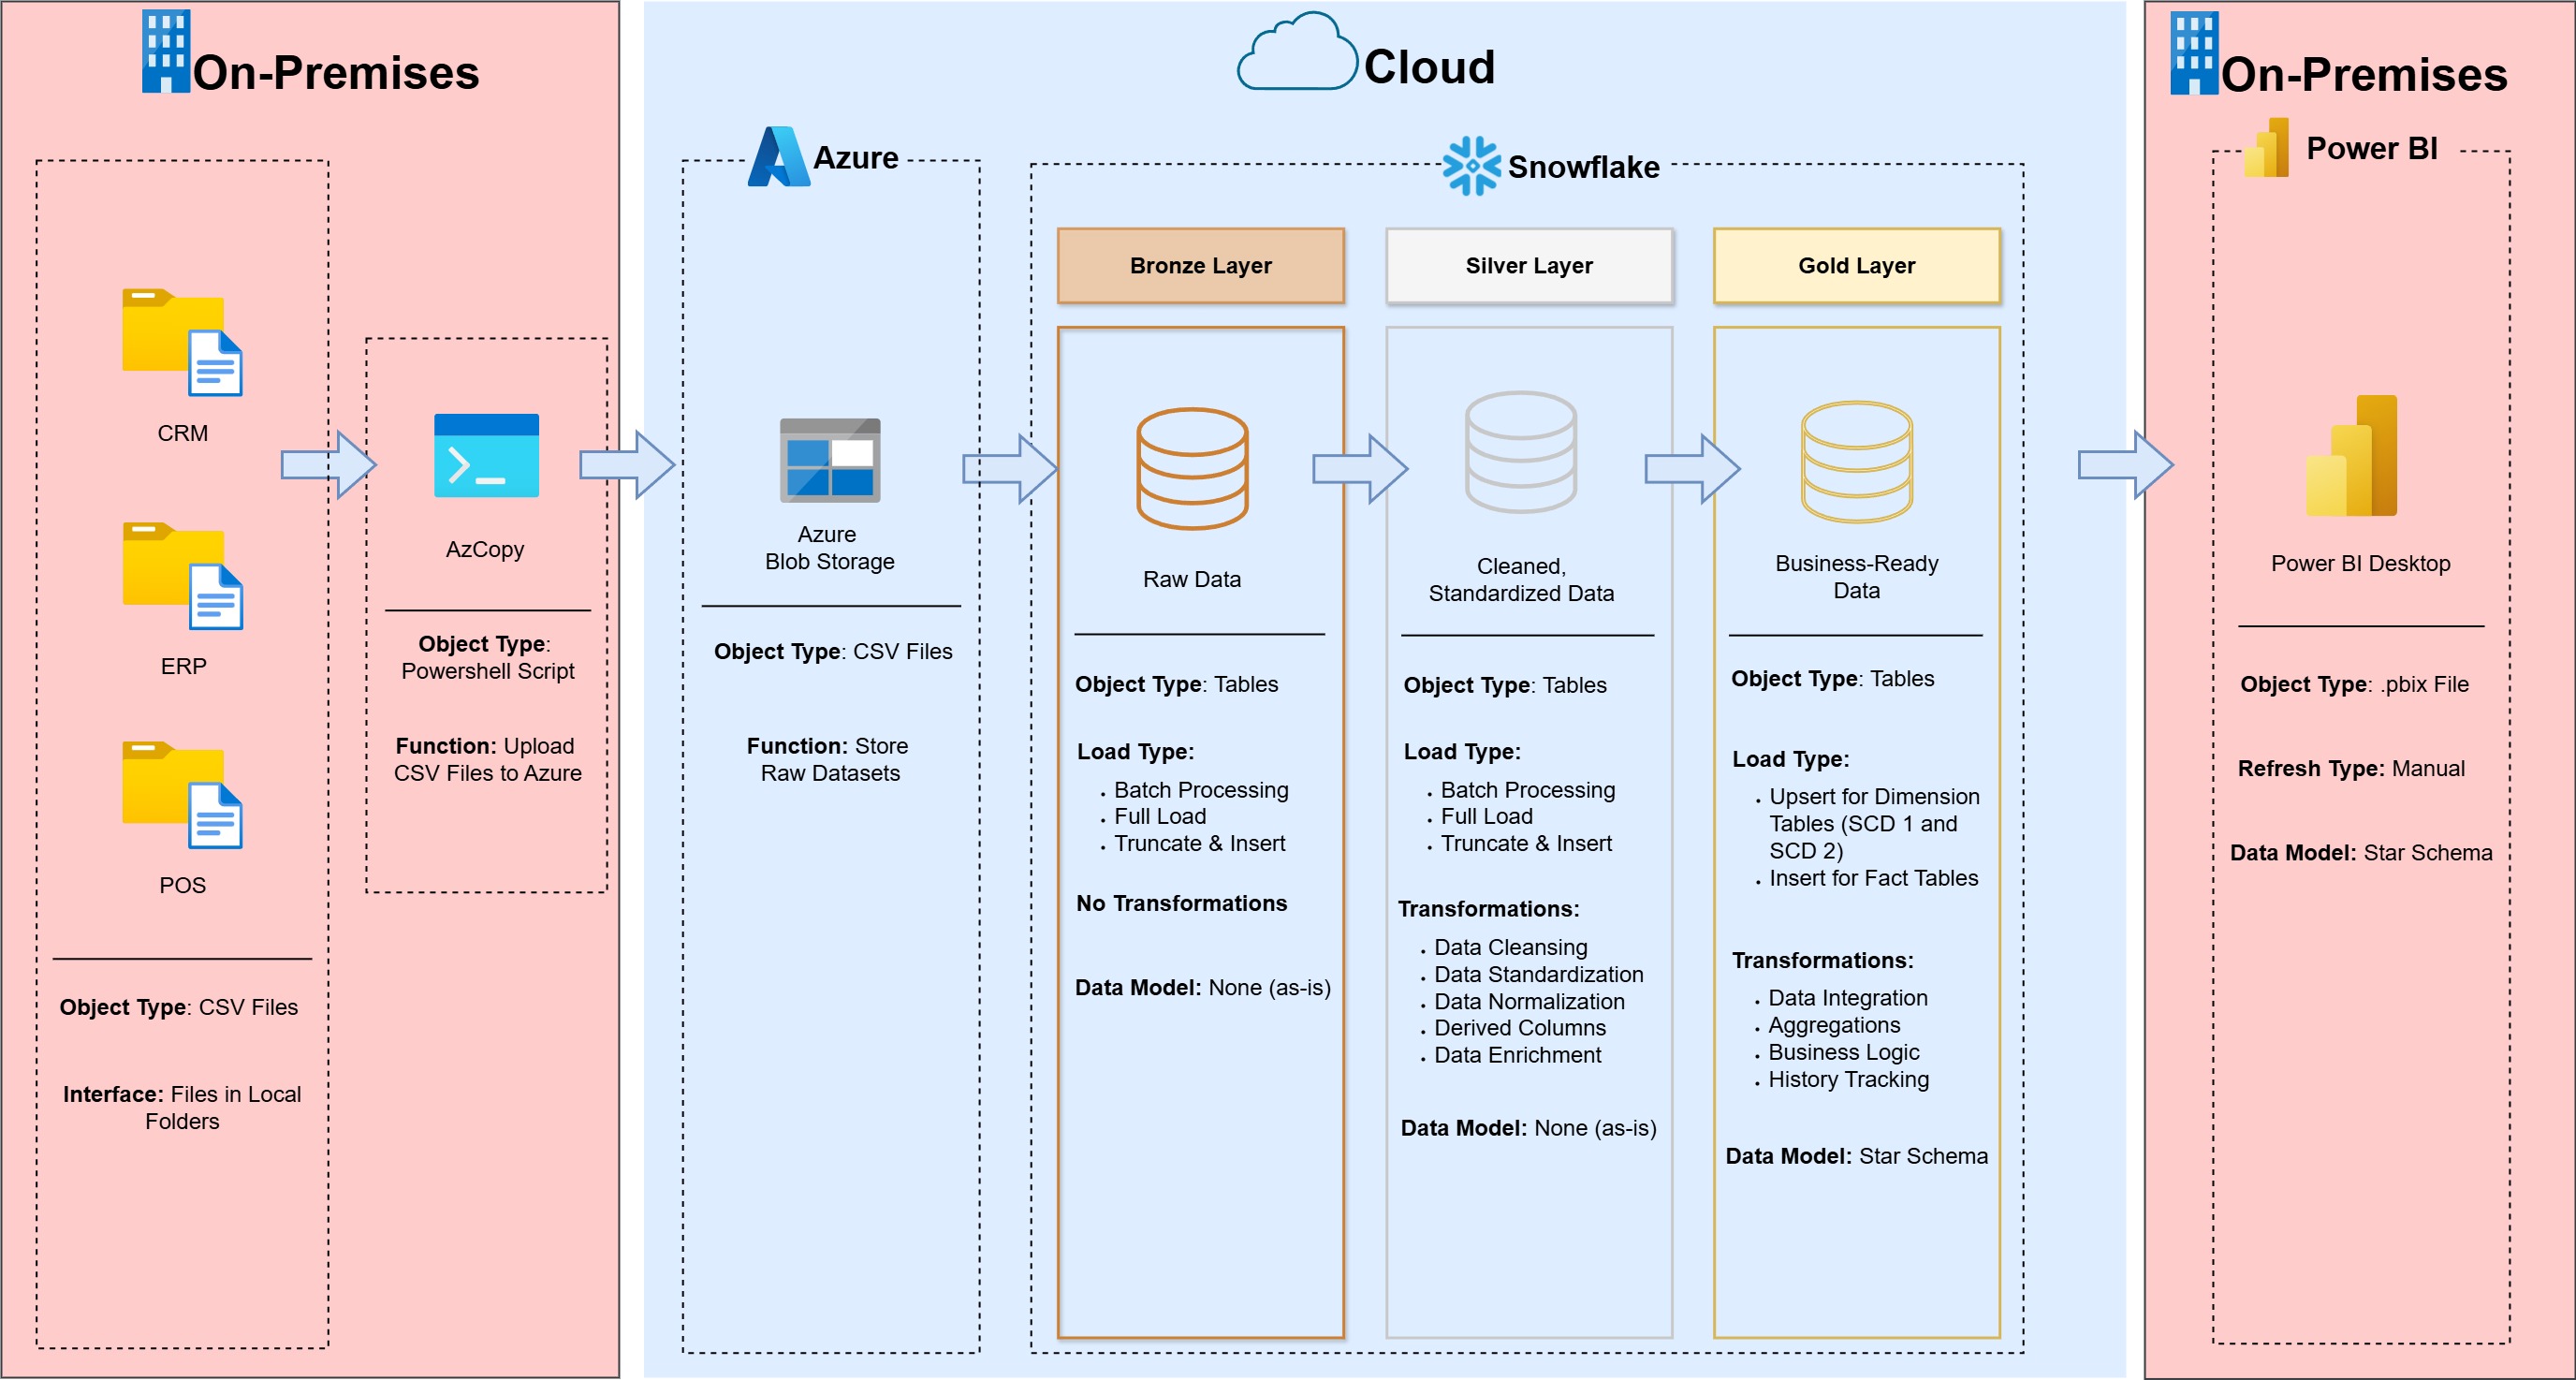 On-Premises
CRM
ERP
POS
Object Type: CSV Files
Interface: Files in Local
Folders
AzCopy
Object Type:
Powershell Script
Function: Upload
CSV Files to Azure
Cloud
Azure
Azure
Blob Storage
Object Type: CSV Files
Function: Store
Raw Datasets
Snowflake
Bronze Layer
Raw Data
Object Type: Tables
Load Type:
Batch Processing
Full Load
Truncate & Insert
No Transformations
Data Model: None (as-is)
Silver Layer
Cleaned,
Standardized Data
Object Type: Tables
Load Type:
Batch Processing
Full Load
Truncate & Insert
Transformations:
Data Cleansing
Data Standardization
Data Normalization
Derived Columns
Data Enrichment
Data Model: None (as-is)
Gold Layer
Business-Ready
Data
Object Type: Tables
Load Type:
Upsert for Dimension
Tables (SCD 1 and
SCD 2)
Insert for Fact Tables
Transformations:
Data Integration
Aggregations
Business Logic
History Tracking
Data Model: Star Schema
On-Premises
Power BI
Power BI Desktop
Object Type: .pbix File
Refresh Type: Manual
Data Model: Star Schema